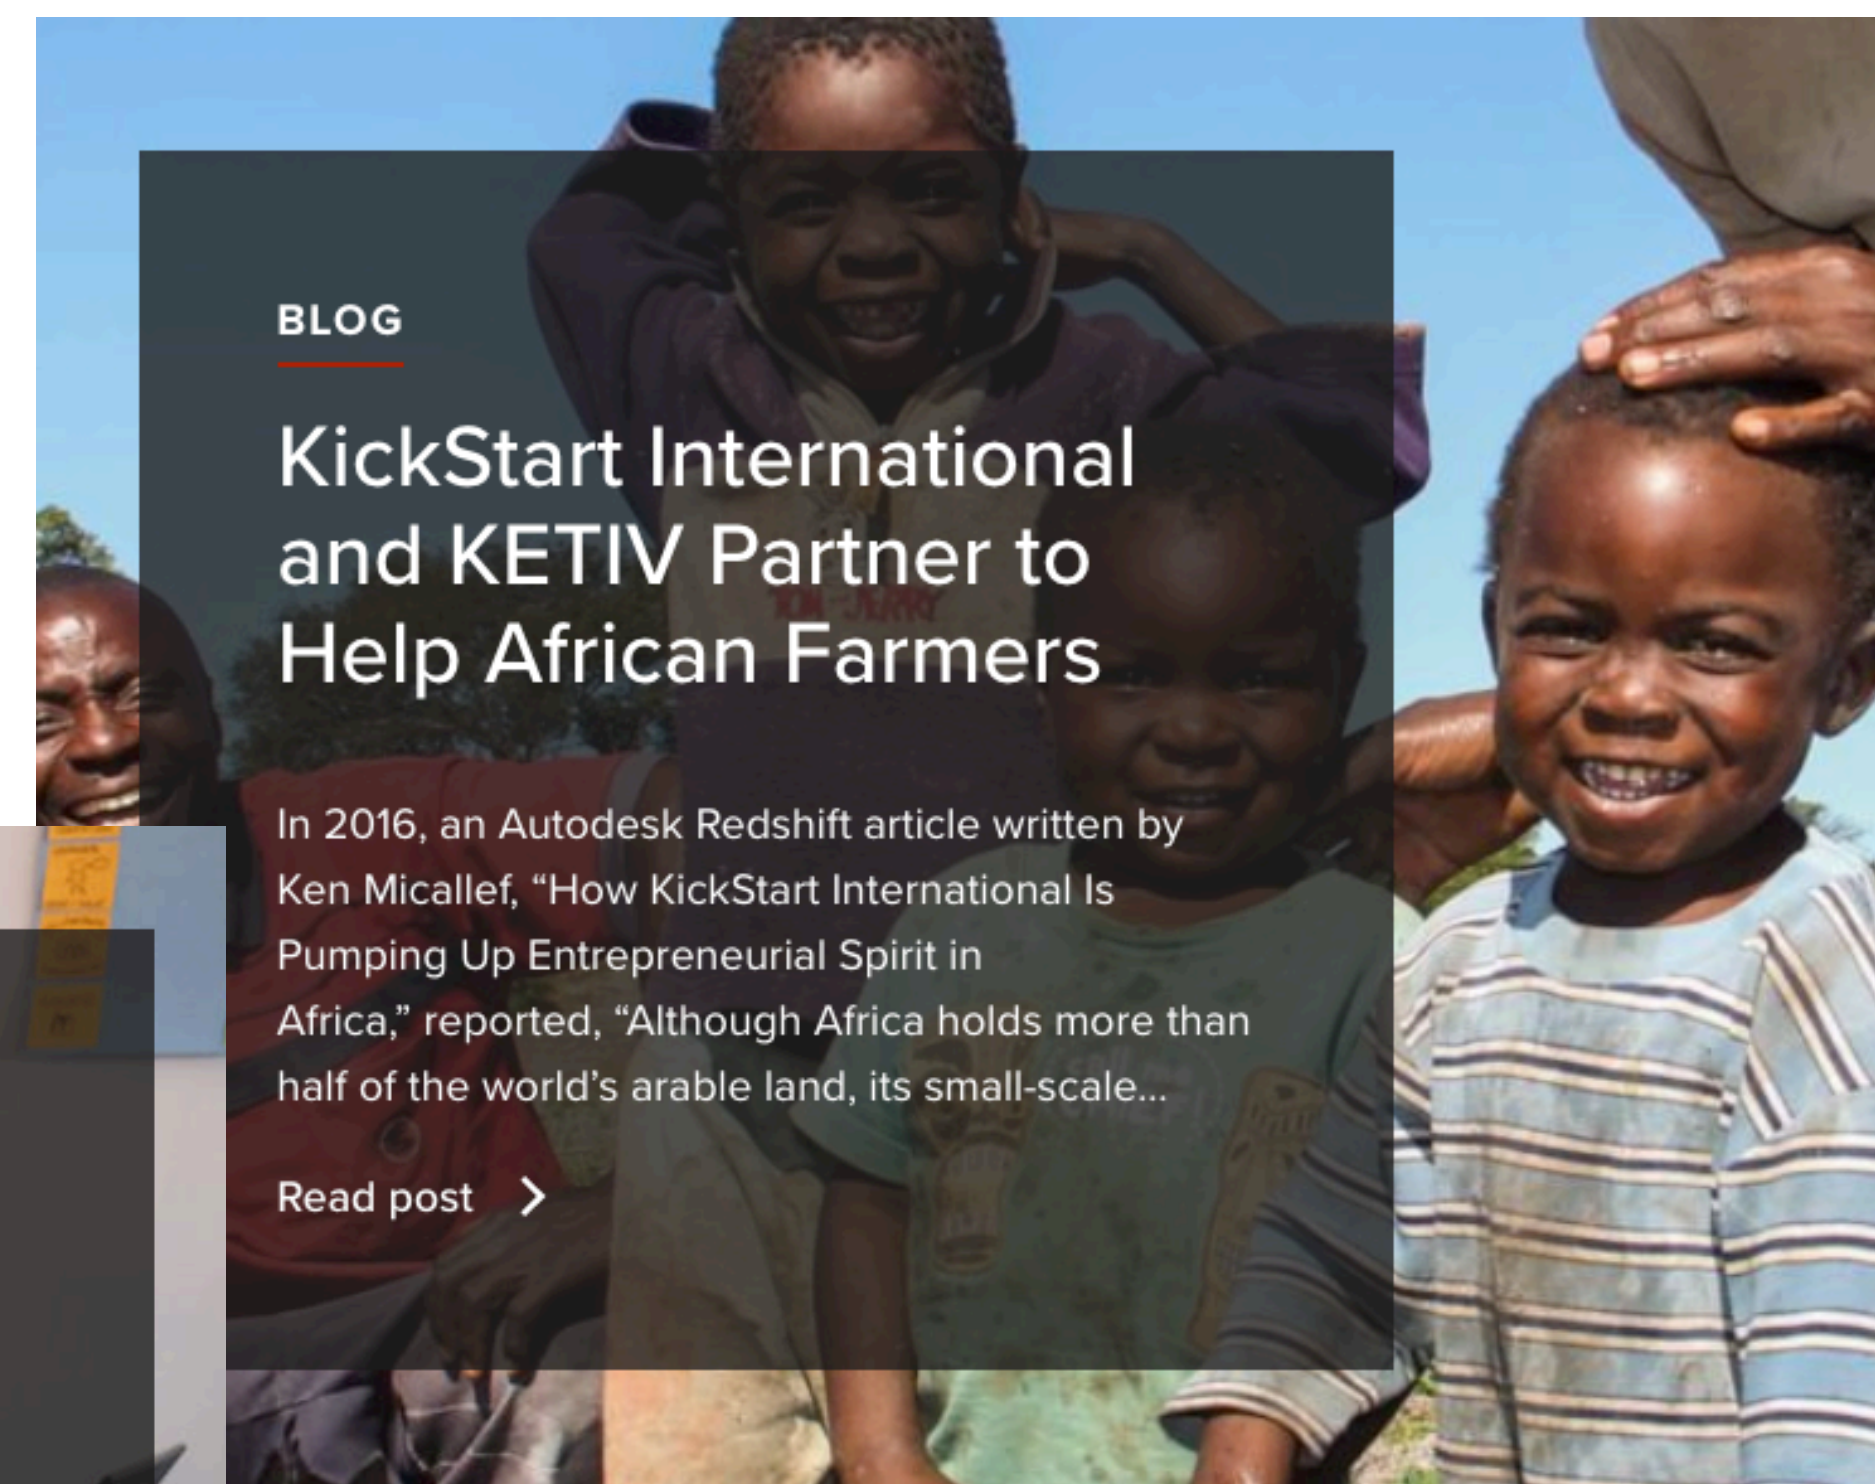 BLOG
KickStart International
and KETIV Partner to
Help African Farmers
TOM JERRY
In 2016, an Autodesk Redshift article written by
Ken Micallef, “How KickStart International Is
Pumping Up Entrepreneurial Spirit in
Africa,” reported, “Although Africa holds more than
half of the world’s arable land, its small-scale...
Read post